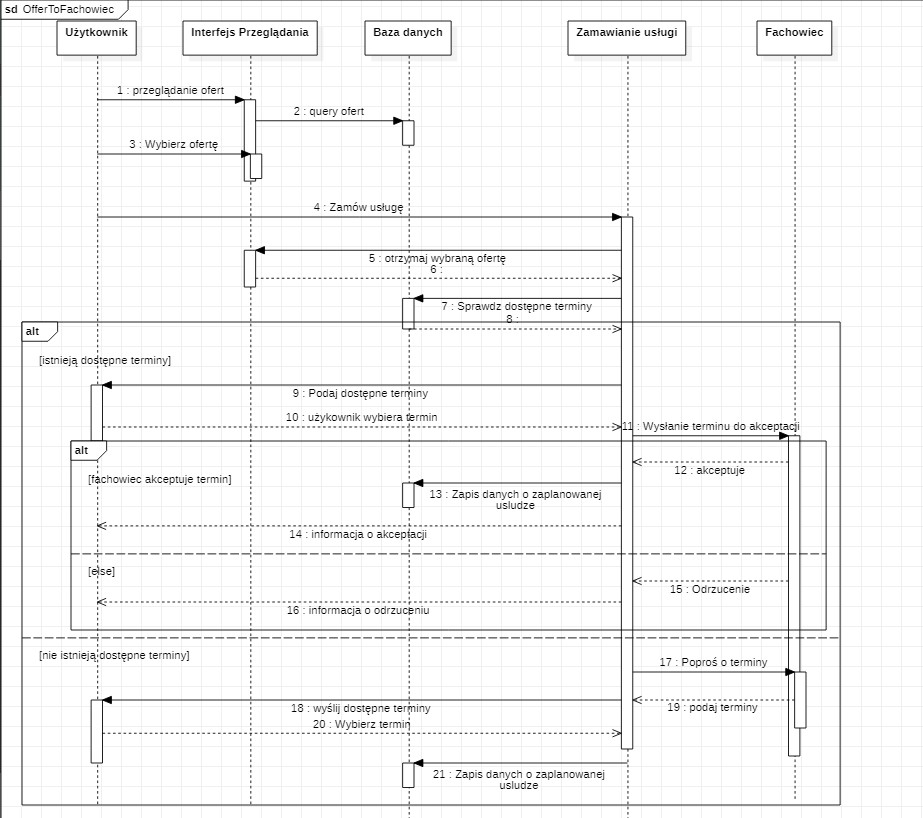 sd OfferToFachowiec
Użytkownik
Interfejs Przeglądania
Baza danych
Zamawianie usługi
Fachowiec
1 : przeglądanie ofert
2 : query ofert
3 : Wybierz ofertę
4 : Zamów usługę
5 : otrzymaj wybraną ofertę
6 :
7 : Sprawdz dostępne terminy
8 :
alt
[istnieją dostępne terminy]
9 : Podaj dostępne terminy
10 : użykownik wybiera termin
11 : Wysłanie terminu do akceptacji
alt
12 : akceptuje
[fachowiec akceptuje termin]
13 : Zapis danych o zaplanowanej
usludze
14 : informacja o akceptacji
[else]
15 : Odrzucenie
16 : informacja o odrzuceniu
[nie istnieją dostępne terminy]
17 : Poproś o terminy
18 : wyślij dostępne terminy
19 : podaj terminy
20 : Wybierz termin
21 : Zapis danych o zaplanowanej
usludze